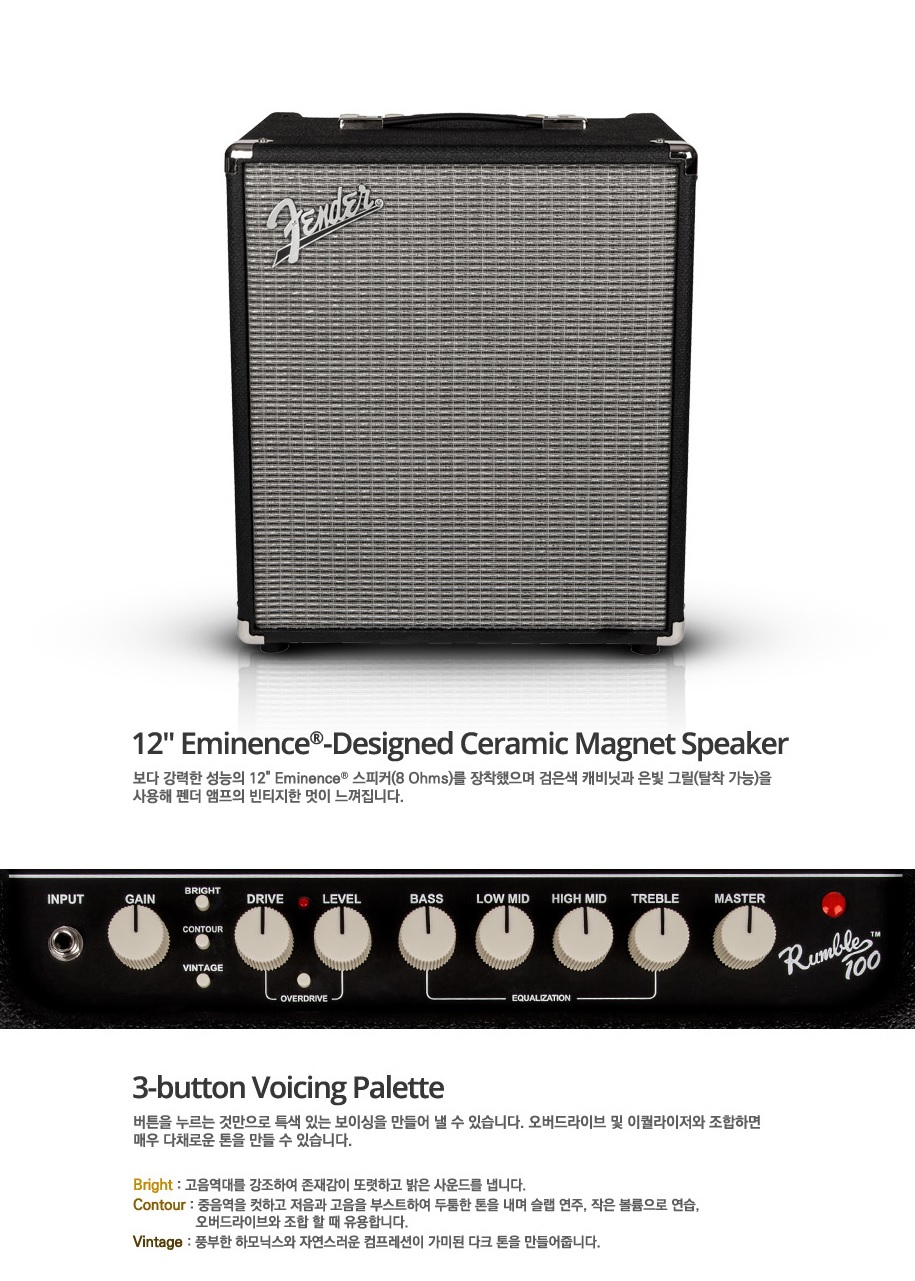 Fender
12" Eminence®-Designed Ceramic Magnet Speaker
보다 강력한 성능의 12" Eminence® 스피커(8 Ohms)를 장착했으며 검은색 캐비닛과 은빛 그릴(탈착 가능)을
사용해 펜더 앰프의 빈티지한 멋이 느껴집니다.
INPUT GAIN BRIGHT DRIVE LEVEL BASS LOW MID HIGH MID TREBLE MASTER
CONTOUR
VINTAGE
OVERDRIVE EQUALIZATION
Rumble™
100
3-button Voicing Palette
버튼을 누르는 것만으로 특색 있는 보이싱을 만들어 낼 수 있습니다. 오버드라이브 및 이퀄라이저와 조합하면
매우 다채로운 톤을 만들 수 있습니다.
Bright : 고음역대를 강조하여 존재감이 또렷하고 밝은 사운드를 냅니다.
Contour : 중음역을 컷하고 저음과 고음을 부스트하여 두툼한 톤을 내며 슬랩 연주, 작은 볼륨으로 연습,
오버드라이브와 조합 할 때 유용합니다.
Vintage : 풍부한 하모닉스와 자연스러운 컴프레션이 가미된 다크 톤을 만들어줍니다.